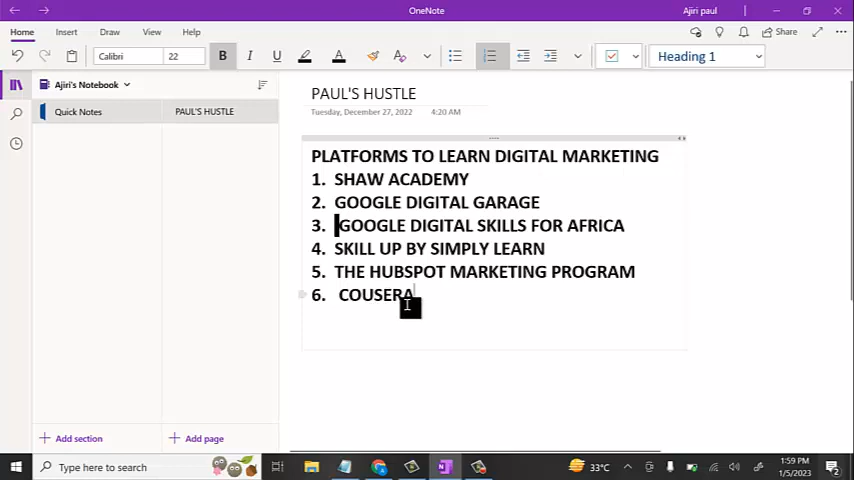 OneNote
Ajiri paul
Home Insert Draw View Help
Share
Calibri 22 B I U A Heading 1
Ajiri's Notebook
Quick Notes
PAUL'S HUSTLE
PAUL'S HUSTLE
Tuesday, December 27, 2022 4:20 AM
PLATFORMS TO LEARN DIGITAL MARKETING
1. SHAW ACADEMY
2. GOOGLE DIGITAL GARAGE
3. GOOGLE DIGITAL SKILLS FOR AFRICA
4. SKILL UP BY SIMPLY LEARN
5. THE HUBSPOT MARKETING PROGRAM
6. COUSERA
+ Add section
+ Add page
Type here to search
33°C
1:59 PM
1/5/2023
2